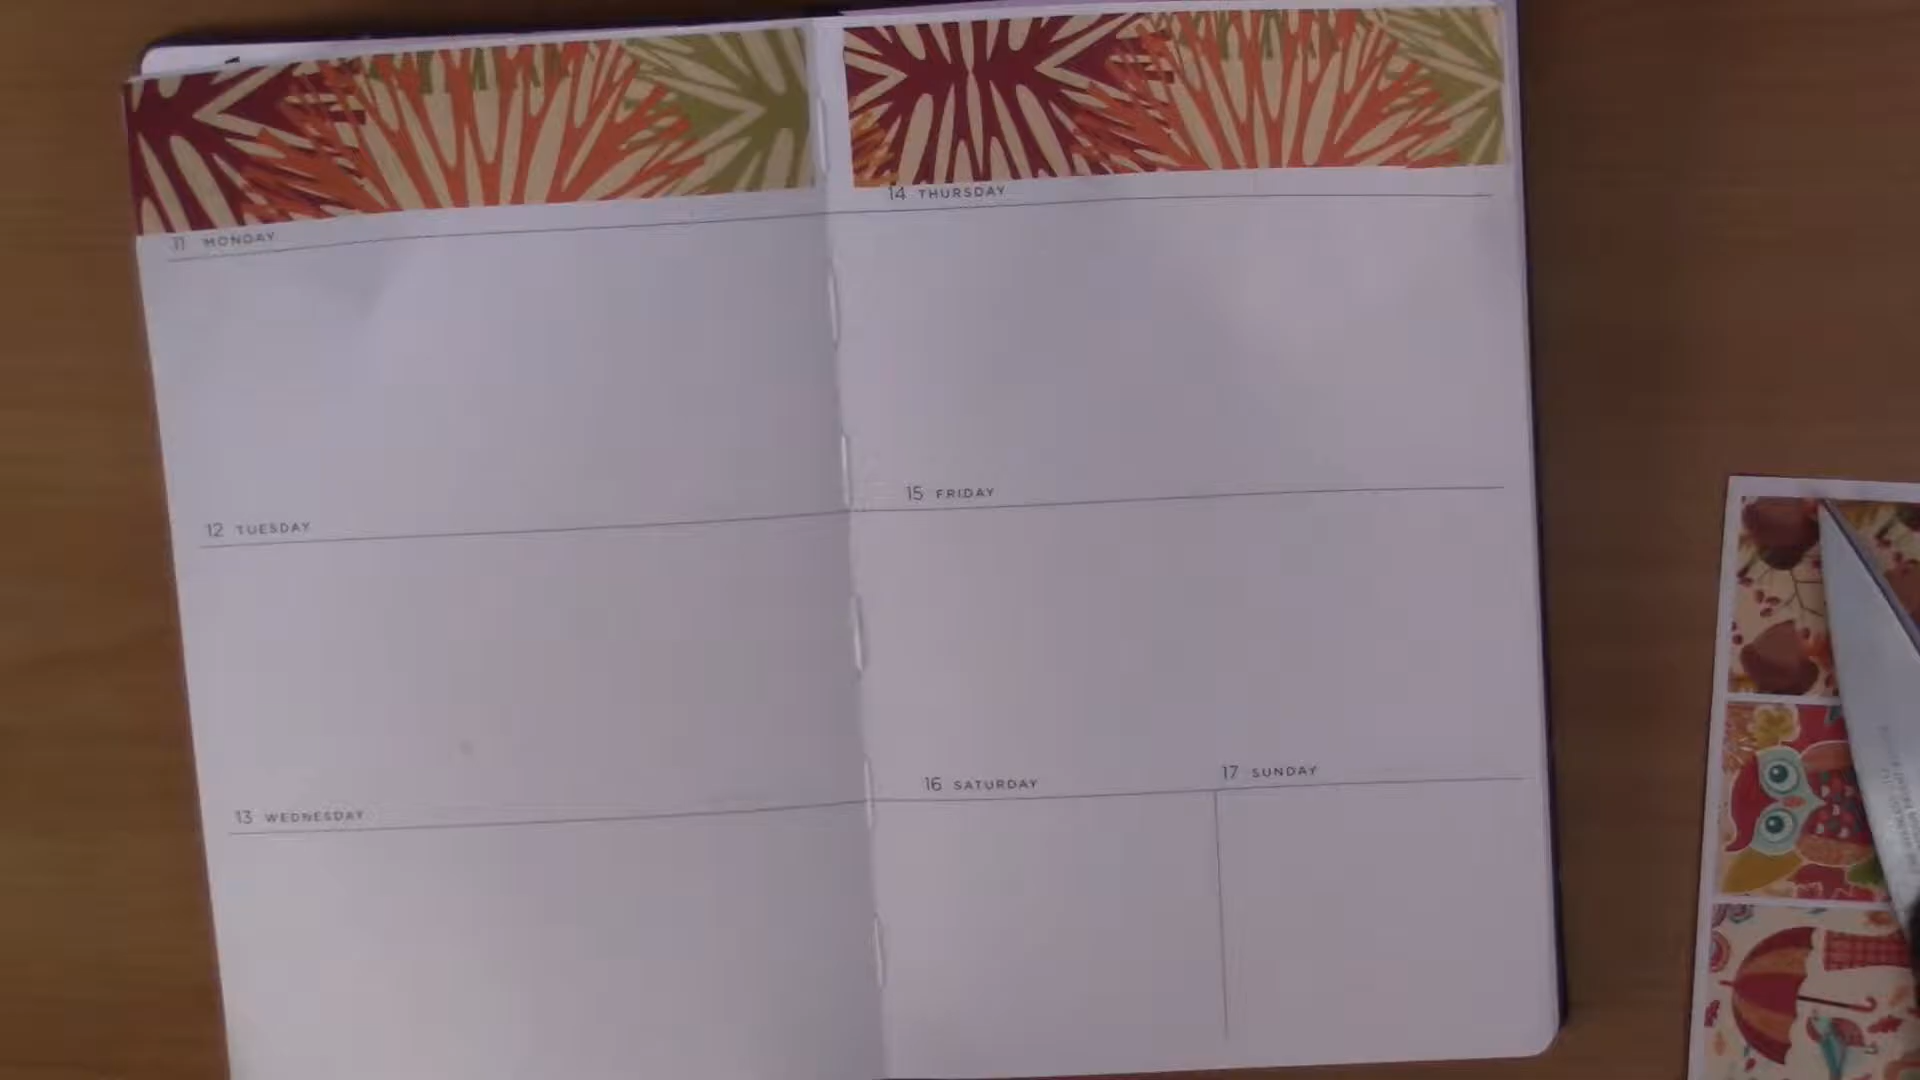 11 MONDAY
12 TUESDAY
13 WEDNESDAY
14 THURSDAY
15 FRIDAY
16 SATURDAY
17 SUNDAY